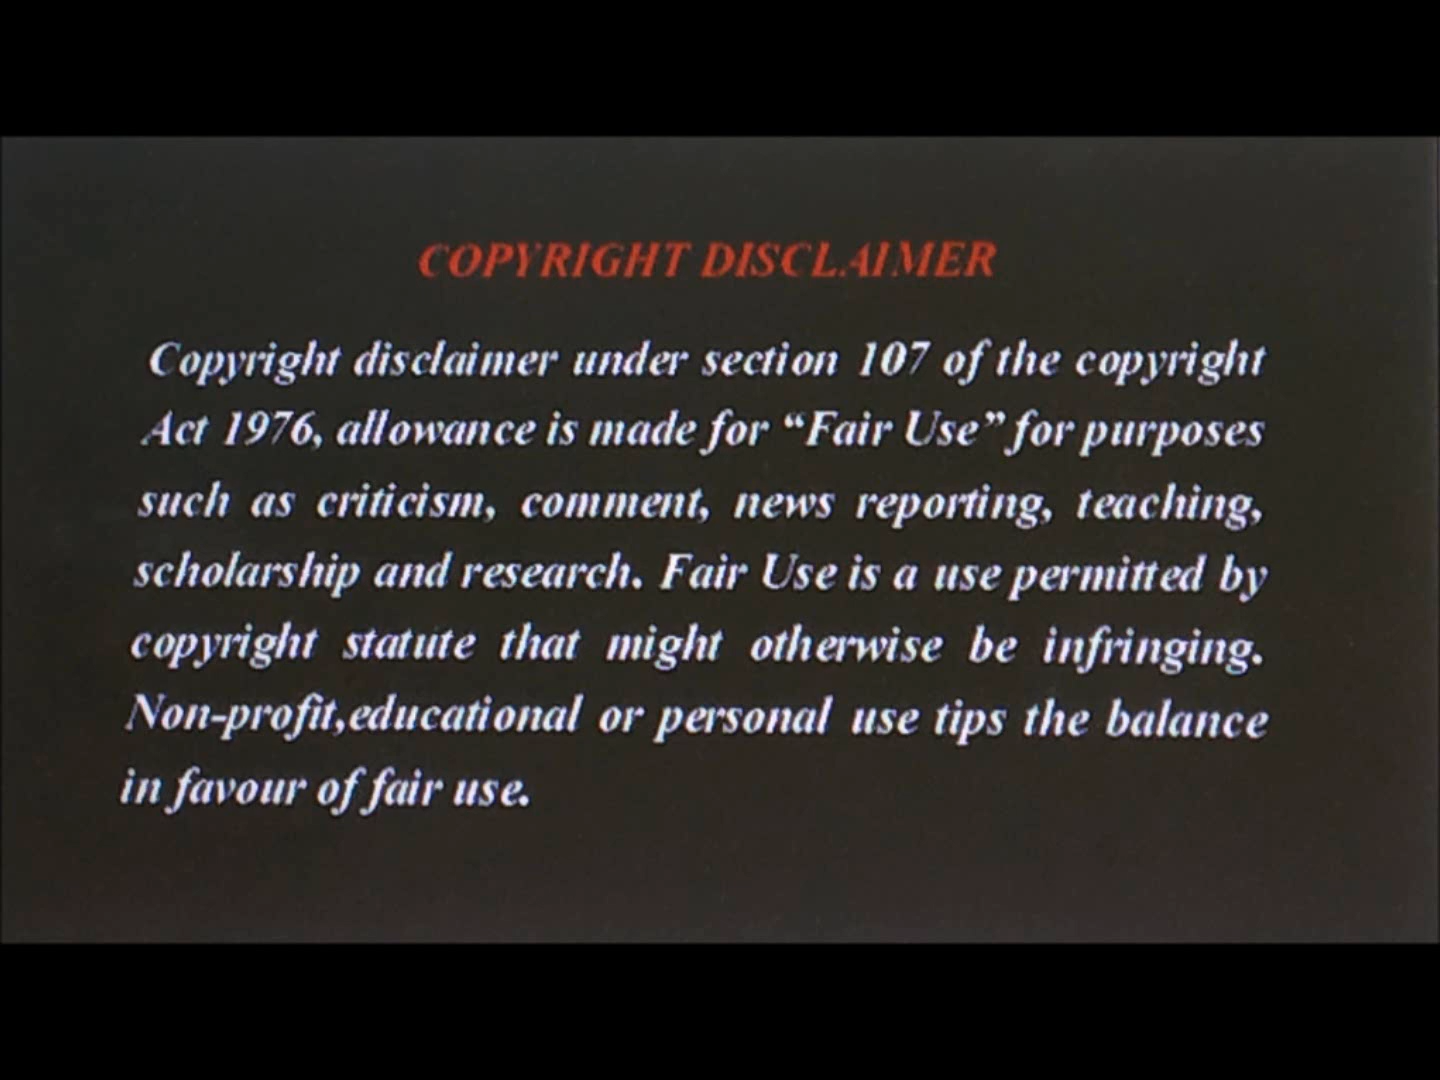 COPYRIGHT DISCLAIMER
Copyright disclaimer under section 107 of the copyright
Act 1976, allowance is made for “Fair Use” for purposes
such as criticism, comment, news reporting, teaching,
scholarship and research. Fair Use is a use permitted by
copyright statute that might otherwise be infringing.
Non-profit,educational or personal use tips the balance
in favour of fair use.